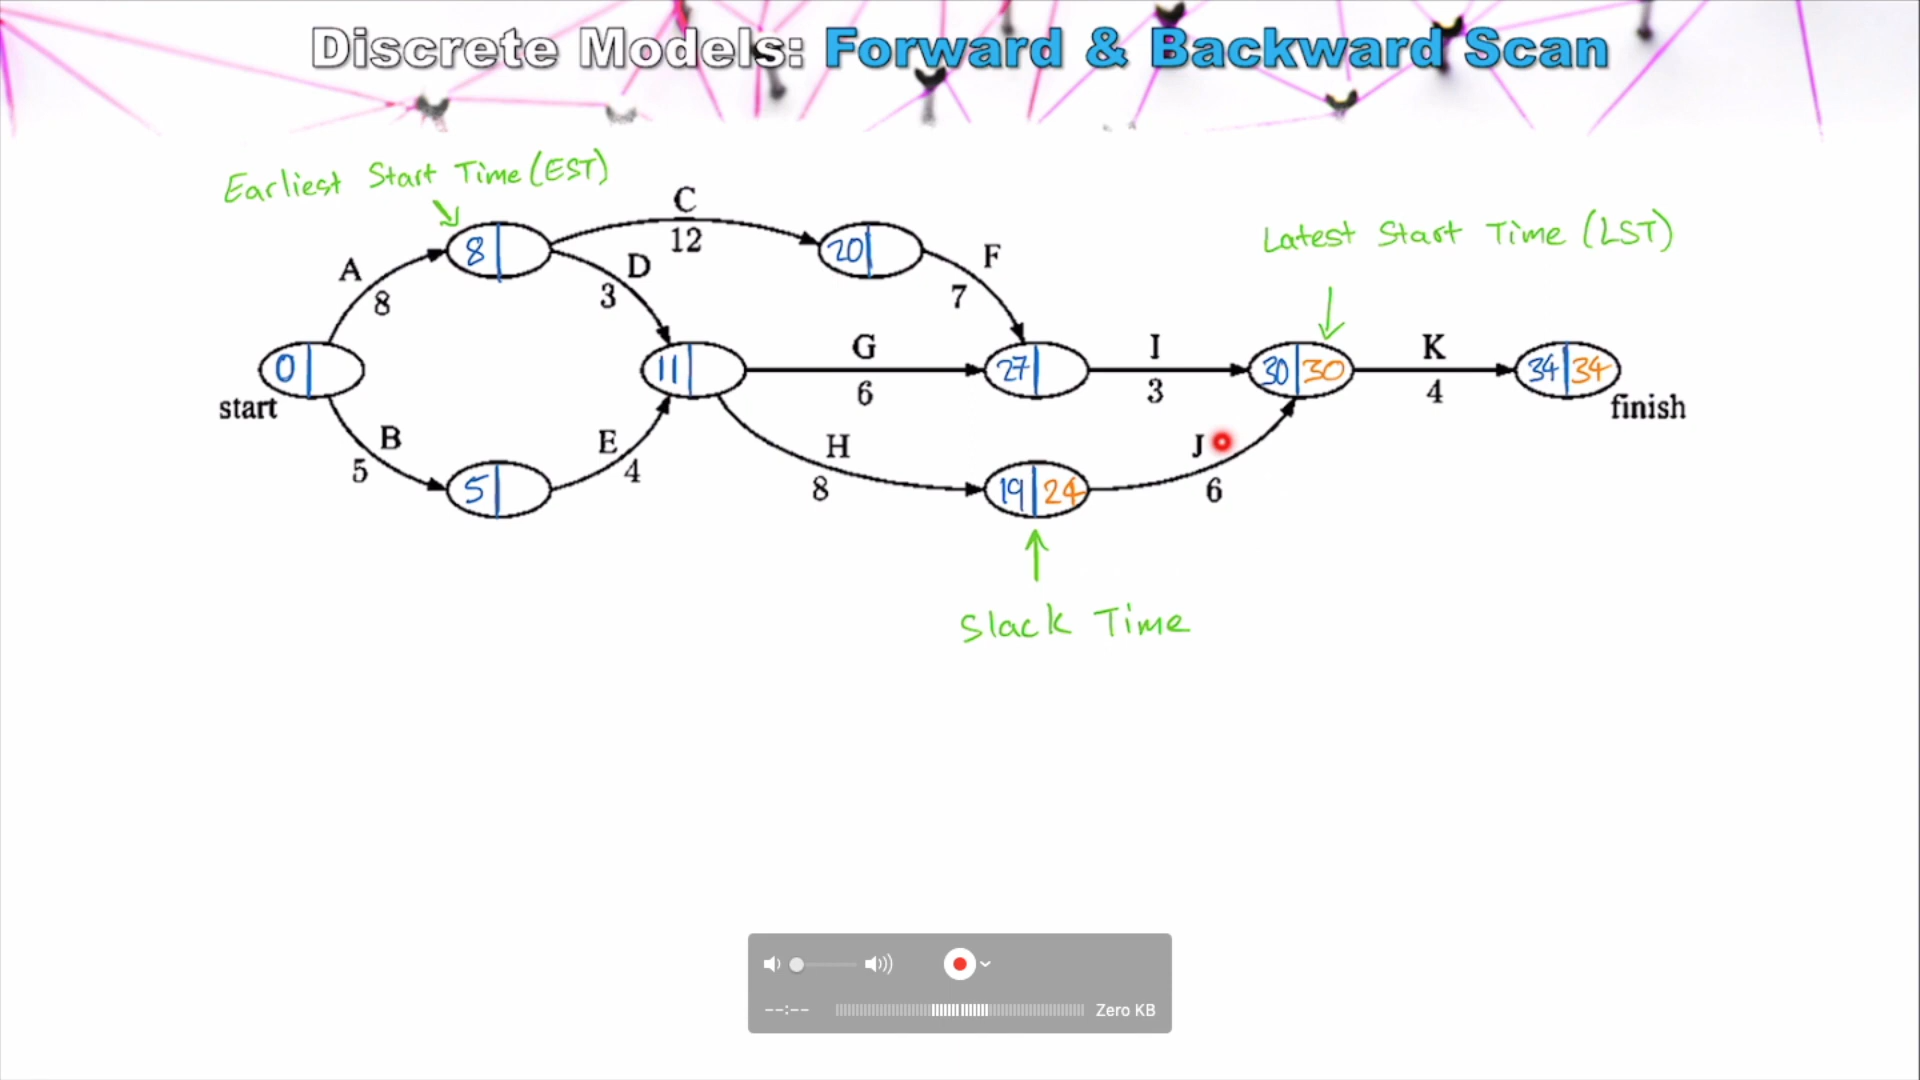 Discrete Models: Forward & Backward Scan
Earliest Start Time (EST)
Latest Start Time (LST)
C
12
8
20
A
8
D
3
F
7
0
start
11
G
6
27
I
3
30 30
K
4
34 34
finish
B
5
E
4
H
8
J
6
5
19 24
Slack Time
--:--
Zero KB